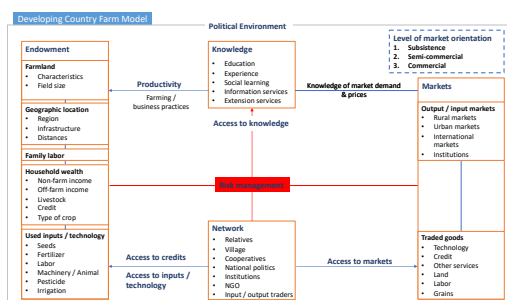 Developing Country Farm Model
Political Environment
Endowment
Farmland
• Characteristics
• Field size
Geographic location
• Region
• Infrastructure
• Distances
Family labor
Household wealth
• Non-farm income
• Off-farm income
• Livestock
• Credit
• Type of crop
Used inputs / technology
• Seeds
• Fertilizer
• Labor
• Machinery / Animal
• Pesticide
• Irrigation
Productivity
Farming /
business practices
Knowledge
• Education
• Experience
• Social learning
• Information services
• Extension services
Access to knowledge
Risk management
Network
• Relatives
• Village
• Cooperatives
• National politics
• Institutions
• NGO
• Input / output traders
Access to credits
Access to inputs /
technology
Access to markets
Knowledge of market demand
& prices
Level of market orientation
1. Subsistence
2. Semi-commercial
3. Commercial
Markets
Output / input markets
• Rural markets
• Urban markets
• International
markets
• Institutions
Traded goods
• Technology
• Credit
• Other services
• Land
• Labor
• Grains